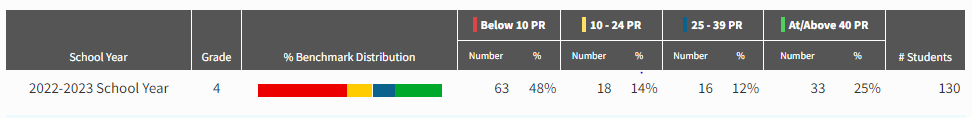 Below 10 PR 10 - 24 PR 25 - 39 PR At/Above 40 PR
School Year Grade % Benchmark Distribution Number % Number % Number % Number % # Students
2022-2023 School Year 4 63 48% 18 14% 16 12% 33 25% 130